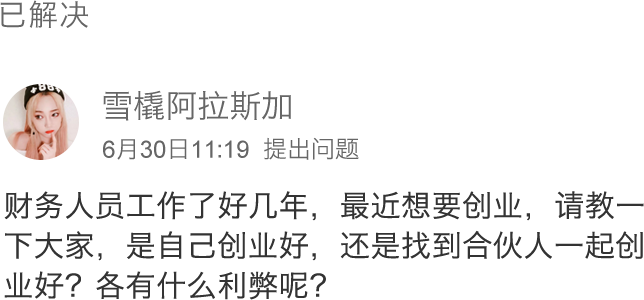 已解决
雪橇阿拉斯加
6月30日11:19 提出问题
财务人员工作了好几年，最近想要创业，请教一
下大家，是自己创业好，还是找到合伙人一起创
业好？各有什么利弊呢？